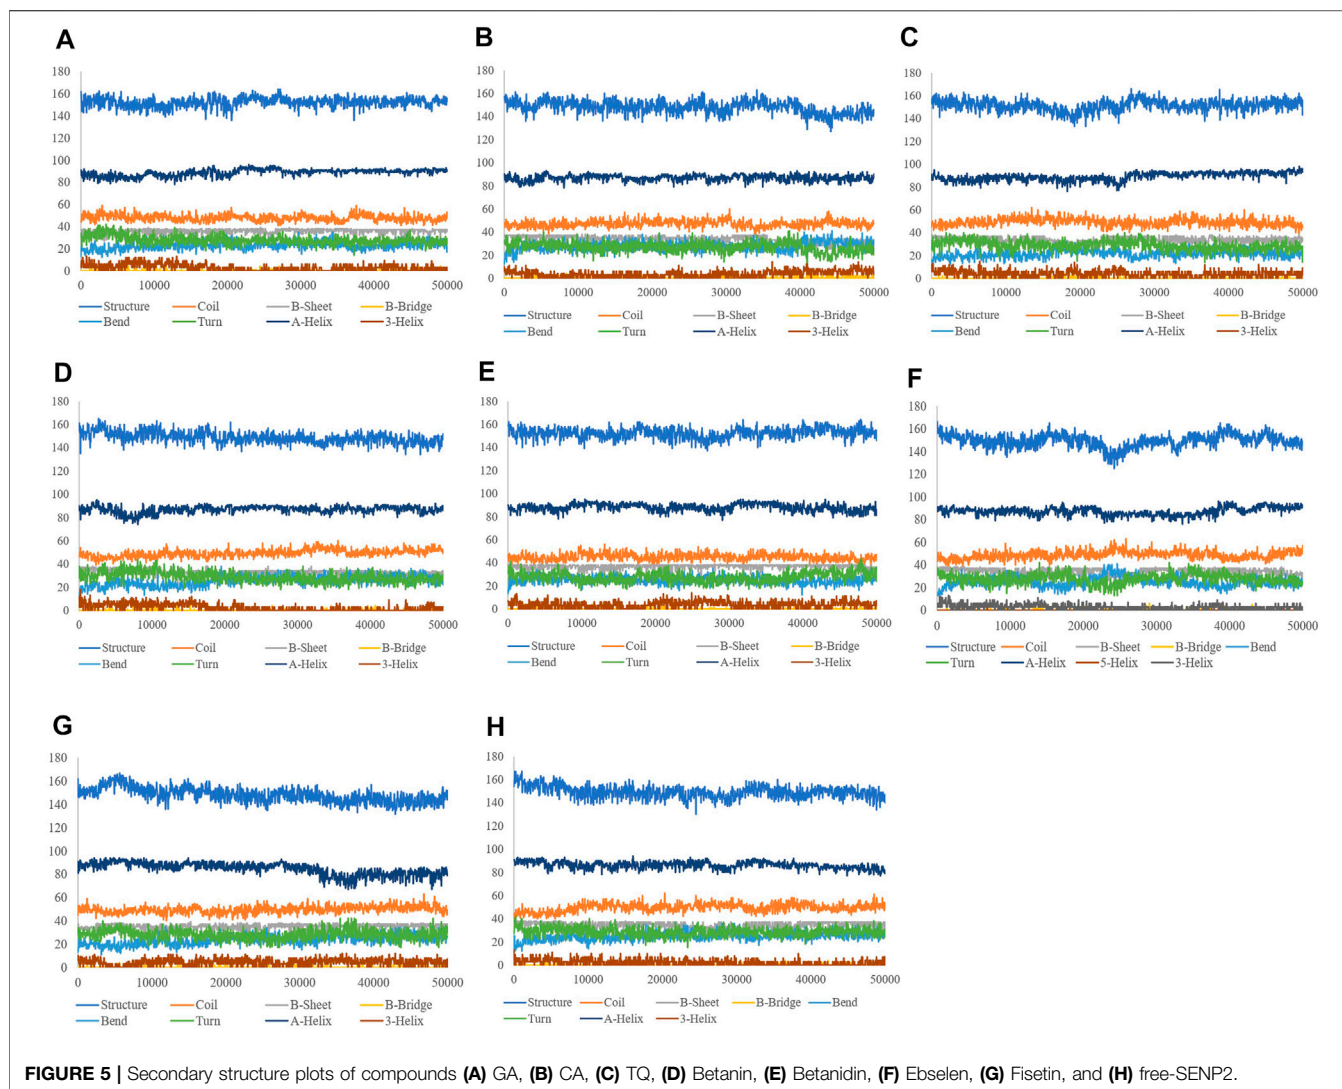 A
180
160
140
120
100
80
60
40
20
0
0 10000 20000 30000 40000 50000
Structure Coil B-Sheet B-Bridge
Bend Turn A-Helix 3-Helix
B
180
160
140
120
100
80
60
40
20
0
0 10000 20000 30000 40000 50000
Structure Coil B-Sheet B-Bridge
Bend Turn A-Helix 3-Helix
C
180
160
140
120
100
80
60
40
20
0
0 10000 20000 30000 40000 50000
Structure Coil B-Sheet B-Bridge
Bend Turn A-Helix 3-Helix
D
180
160
140
120
100
80
60
40
20
0
0 10000 20000 30000 40000 50000
Structure Coil B-Sheet B-Bridge
Bend Turn A-Helix 3-Helix
E
180
160
140
120
100
80
60
40
20
0
0 10000 20000 30000 40000 50000
Structure Coil B-Sheet B-Bridge
Bend Turn A-Helix 3-Helix
F
180
160
140
120
100
80
60
40
20
0
0 10000 20000 30000 40000 50000
Structure Coil B-Sheet B-Bridge Bend
Turn A-Helix 5-Helix 3-Helix
G
180
160
140
120
100
80
60
40
20
0
0 10000 20000 30000 40000 50000
Structure Coil B-Sheet B-Bridge
Bend Turn A-Helix 3-Helix
H
180
160
140
120
100
80
60
40
20
0
0 10000 20000 30000 40000 50000
Structure Coil B-Sheet B-Bridge Bend
Turn A-Helix 3-Helix
FIGURE 5 | Secondary structure plots of compounds (A) GA, (B) CA, (C) TQ, (D) Betanin, (E) Betanidin, (F) Ebselen, (G) Fisetin, and (H) free-SENP2.